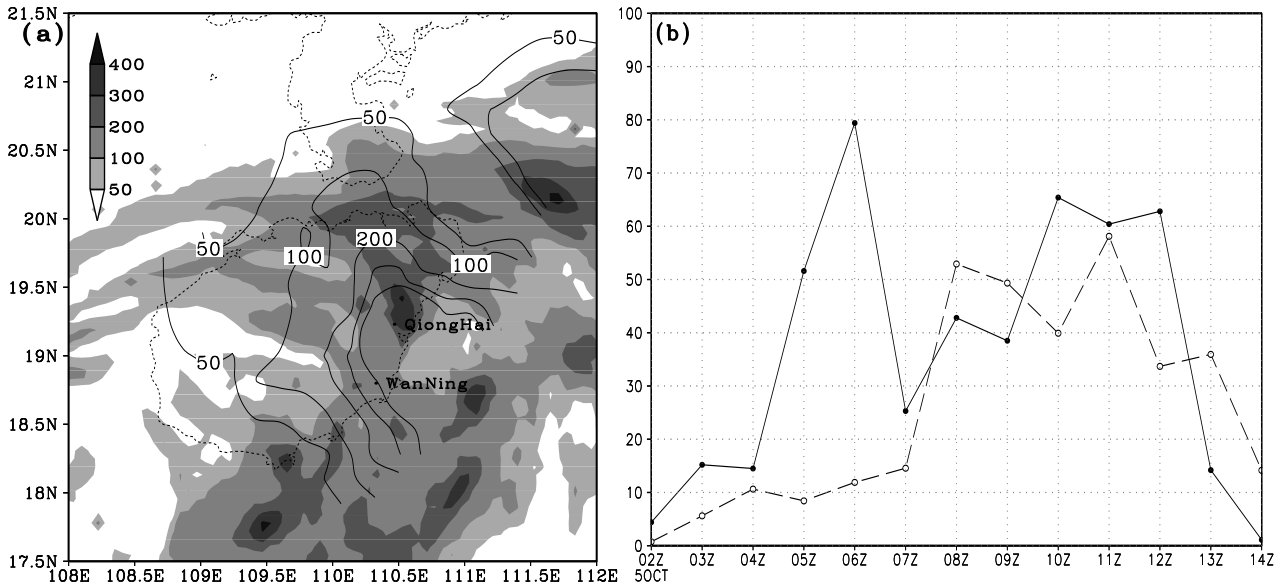 21.5N
21N
20.5N
20N
19.5N
19N
18.5N
18N
17.5N
(a)
400
300
200
100
50
50
50
50
100
200
100
50
QiongHai
WanNing
108E 108.5E 109E 109.5E 110E 110.5E 111E 111.5E 112E
(b)
100
90
80
70
60
50
40
30
20
10
0
02Z 03Z 04Z 05Z 06Z 07Z 08Z 09Z 10Z 11Z 12Z 13Z 14Z
5OCT